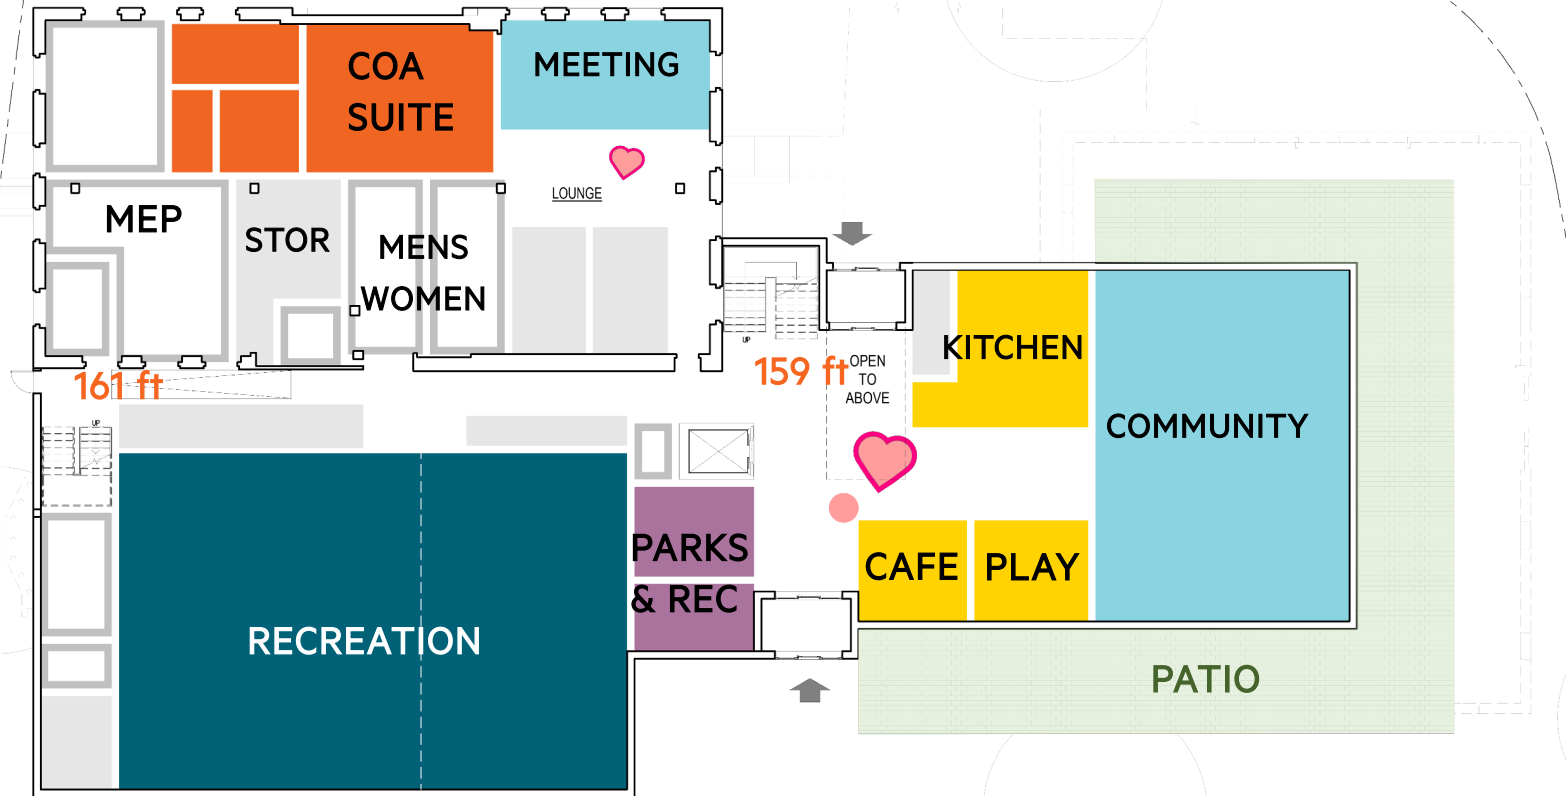 COA
SUITE
MEETING
LOUNGE
MEP
STOR
MENS
WOMEN
UP
159 ft
OPEN
TO
ABOVE
KITCHEN
161 ft
UP
COMMUNITY
PARKS
& REC
CAFE
PLAY
RECREATION
PATIO